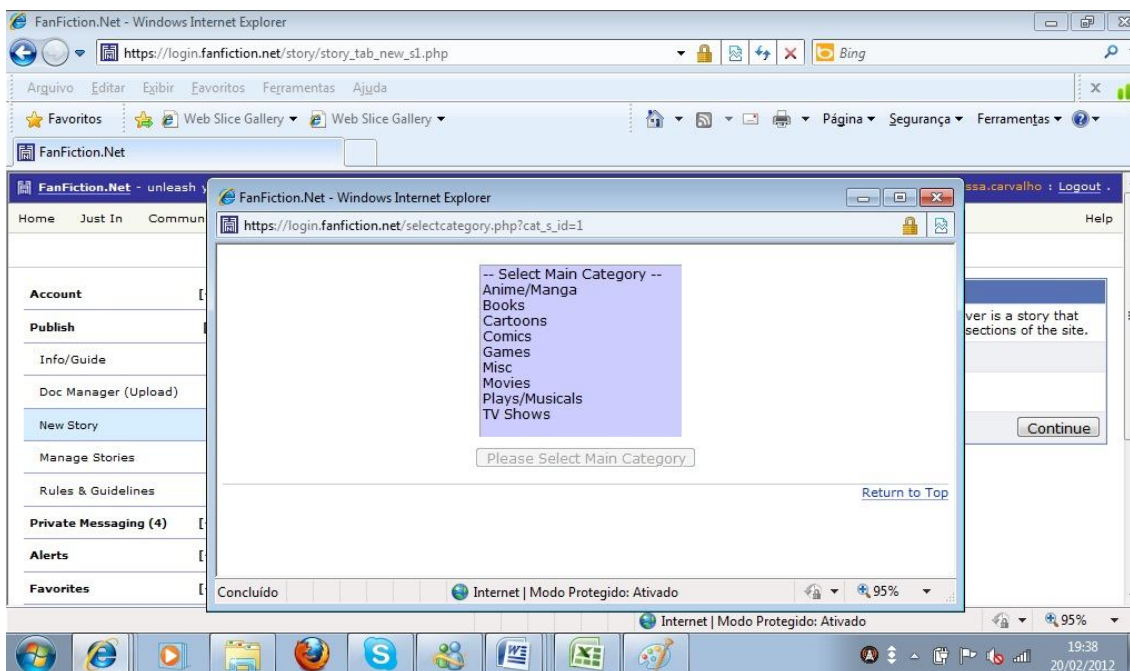 FanFiction.Net - Windows Internet Explorer
https://login.fanfiction.net/story/story_tab_new_s1.php
Bing
Arquivo Editar Exibir Favoritos Ferramentas Ajuda
X
Favoritos Web Slice Gallery Web Slice Gallery Página Segurança Ferramentas
FanFiction.Net
FanFiction.Net - unleash y
ssa.carvalho : Logout .
Home Just In Commun
Help
FanFiction.Net - Windows Internet Explorer
https://login.fanfiction.net/selectcategory.php?cat_s_id=1
-- Select Main Category --
Anime/Manga
Books
Cartoons
Comics
Games
Misc
Movies
Plays/Musicals
TV Shows
Please Select Main Category
Return to Top
Concluído Internet | Modo Protegido: Ativado 95%
Account [
Publish [
Info/Guide
Doc Manager (Upload)
New Story
Manage Stories
Rules & Guidelines
Private Messaging (4) [
Alerts [
Favorites [
ver is a story that
sections of the site.
Continue
Internet | Modo Protegido: Ativado 95%
19:38
20/02/2012